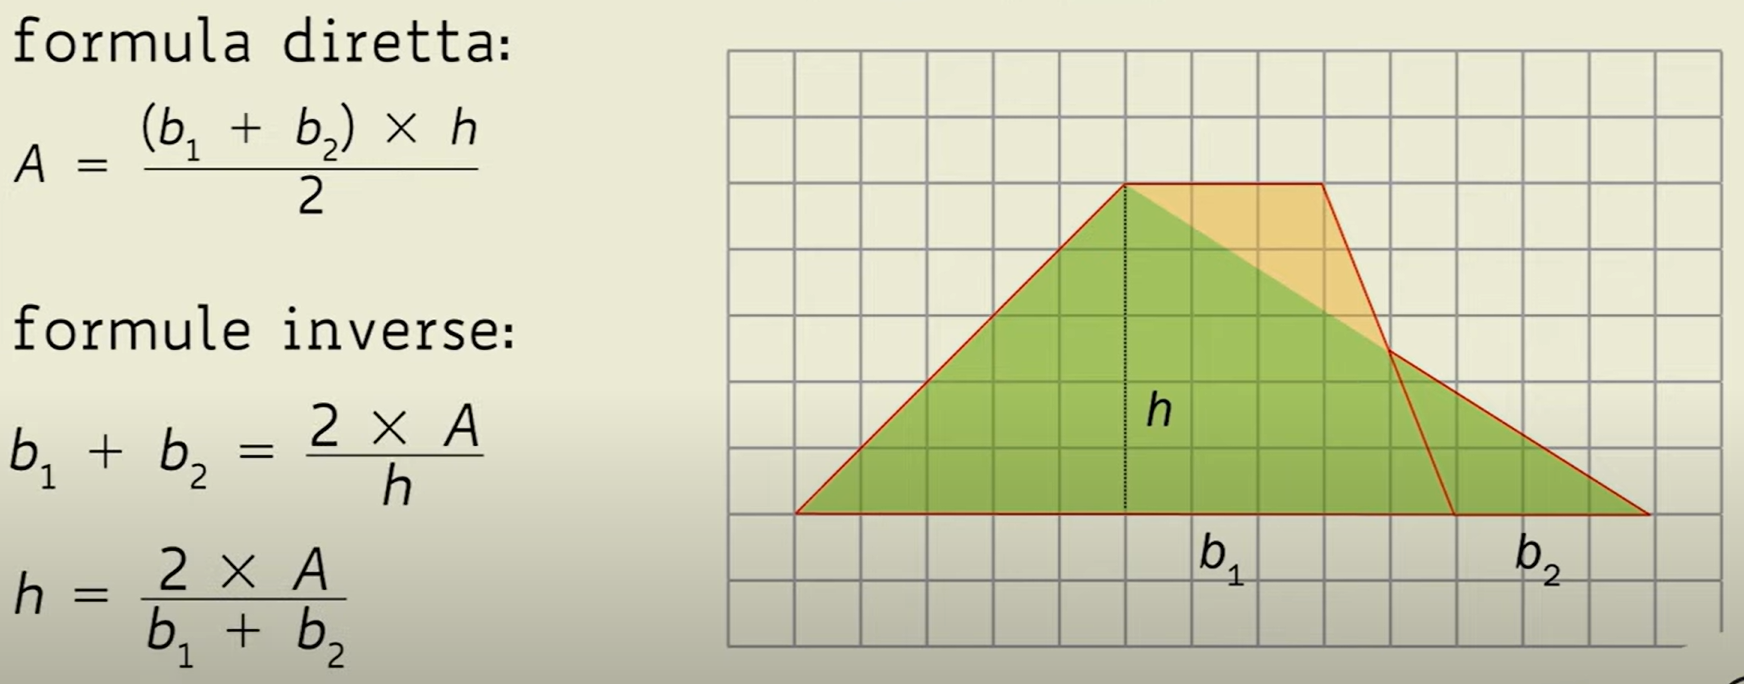 formula diretta:
A = (b₁ + b₂) × h / 2
formule inverse:
b₁ + b₂ = 2 × A / h
h = 2 × A / b₁ + b₂
h
b₁ b₂